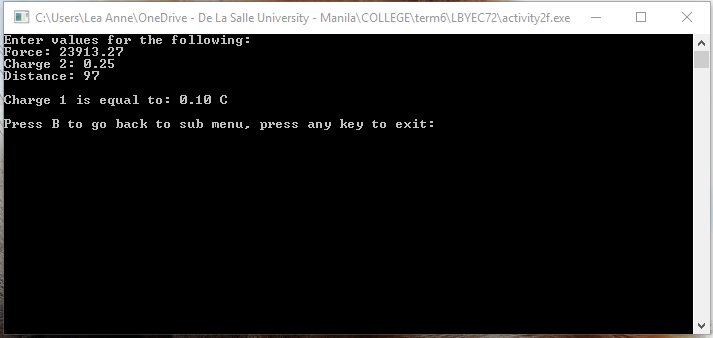 C:\Users\Lea Anne\OneDrive - De La Salle University - Manila\COLLEGE\term6\LBYEC72\activity2f.exe
Enter values for the following:
Force: 23913.27
Charge 2: 0.25
Distance: 97
Charge 1 is equal to: 0.10 C
Press B to go back to sub menu, press any key to exit: